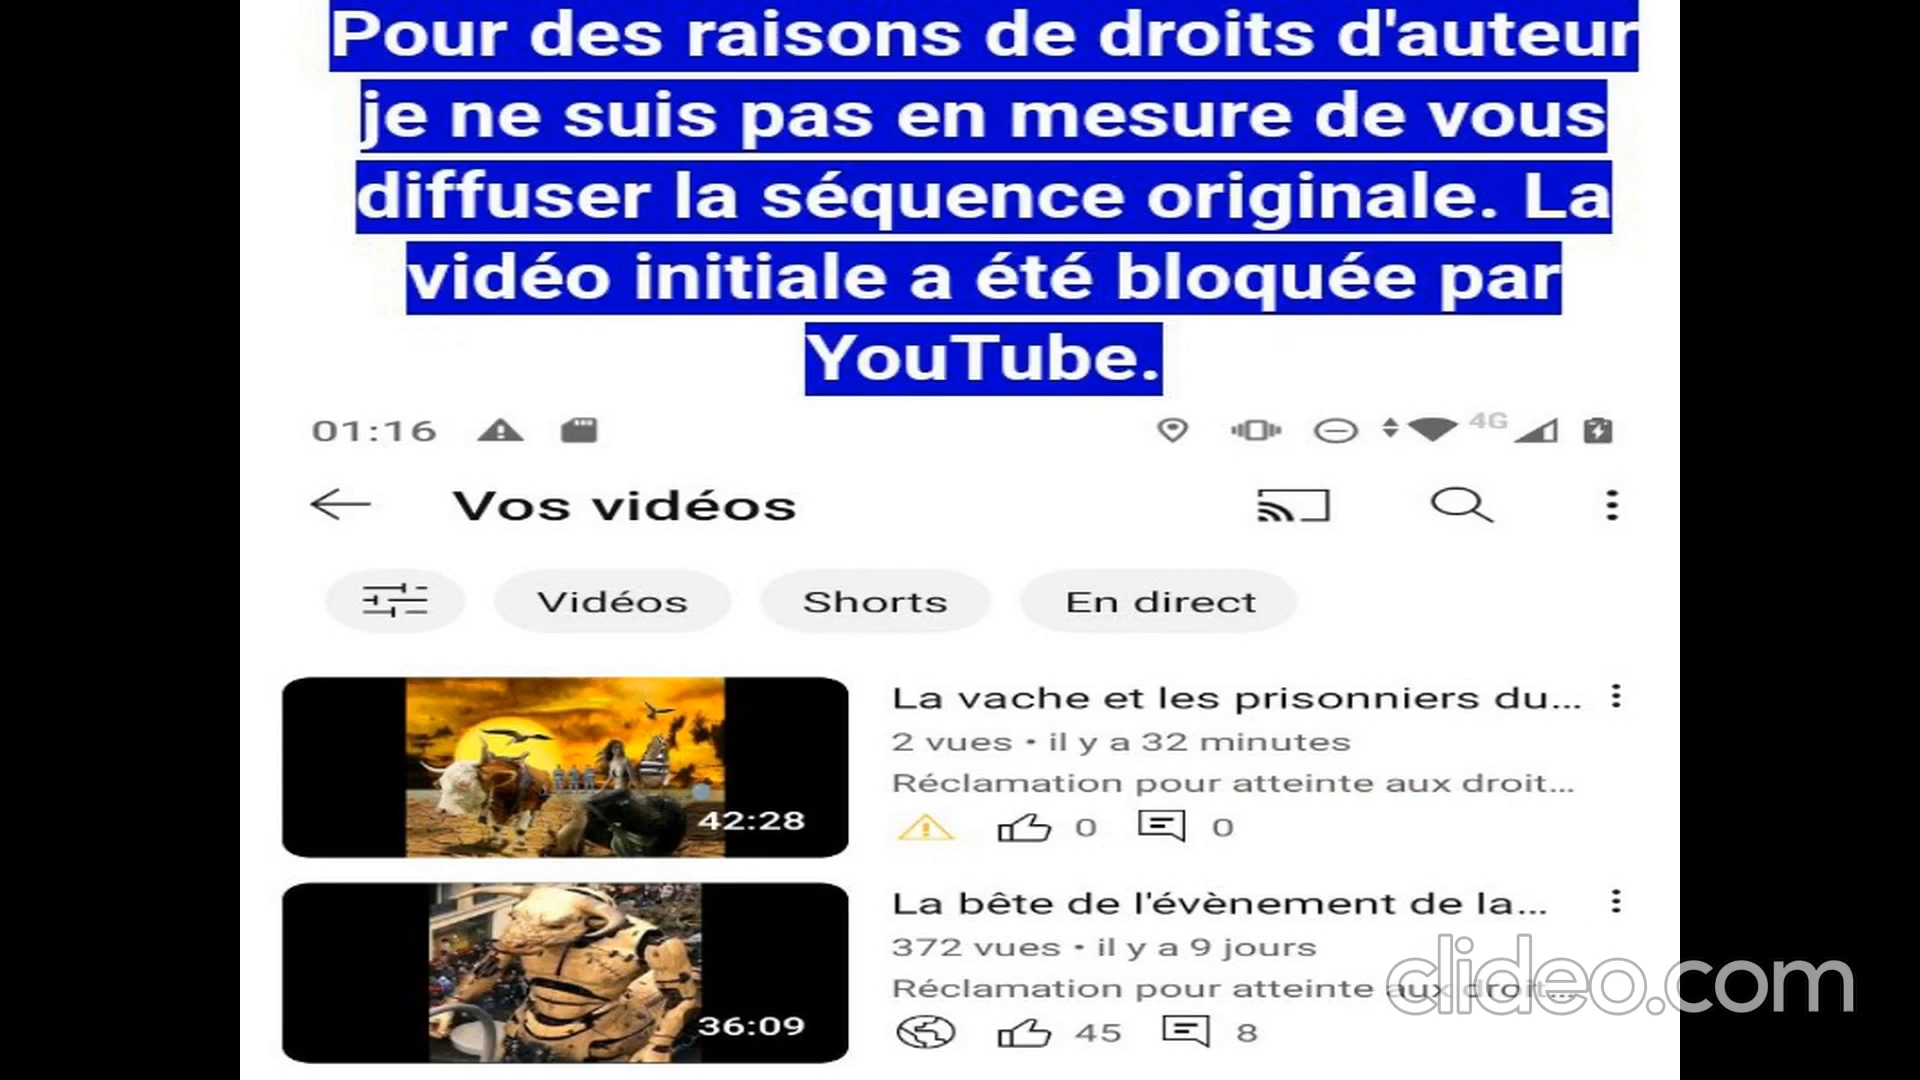 Pour des raisons de droits d'auteur
je ne suis pas en mesure de vous
diffuser la séquence originale. La
vidéo initiale a été bloquée par
YouTube.
01:16 4G
Vos vidéos
Vidéos Shorts En direct
La vache et les prisonniers du...
2 vues • il y a 32 minutes
Réclamation pour atteinte aux droit...
0 0
42:28
La bête de l'évènement de la...
372 vues • il y a 9 jours
Réclamation pour atteinte aux droit...
45 8
36:09
clideo.com